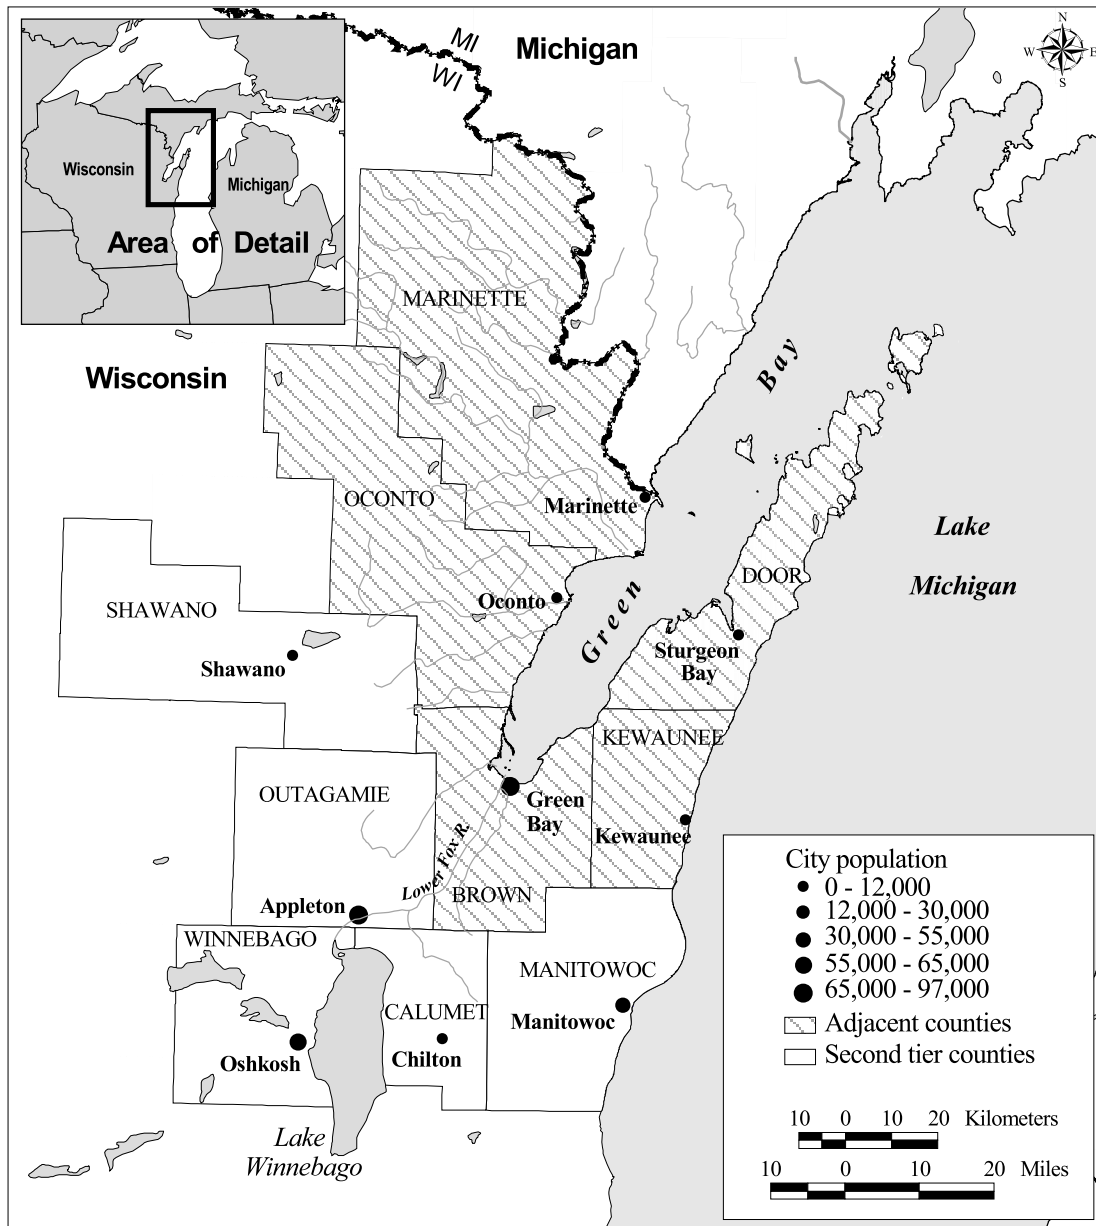 MI
WI
Michigan
N
W
E
S
Wisconsin
Michigan
Area of Detail
MARINETTE
Wisconsin
Bay
OCONTO
Marinette
Lake
Michigan
DOOR
Green
Oconto
SHAWANO
Shawano
Sturgeon
Bay
KEWAUNEE
OUTAGAMIE
Green
Bay
Kewaunee
Lower Fox R.
BROWN
Appleton
WINNEBAGO
MANITOWOC
CALUMET
Manitowoc
Oshkosh
Chilton
Lake
Winnebago
City population
0 - 12,000
12,000 - 30,000
30,000 - 55,000
55,000 - 65,000
65,000 - 97,000
Adjacent counties
Second tier counties
10 0 10 20 Kilometers
10 0 10 20 Miles